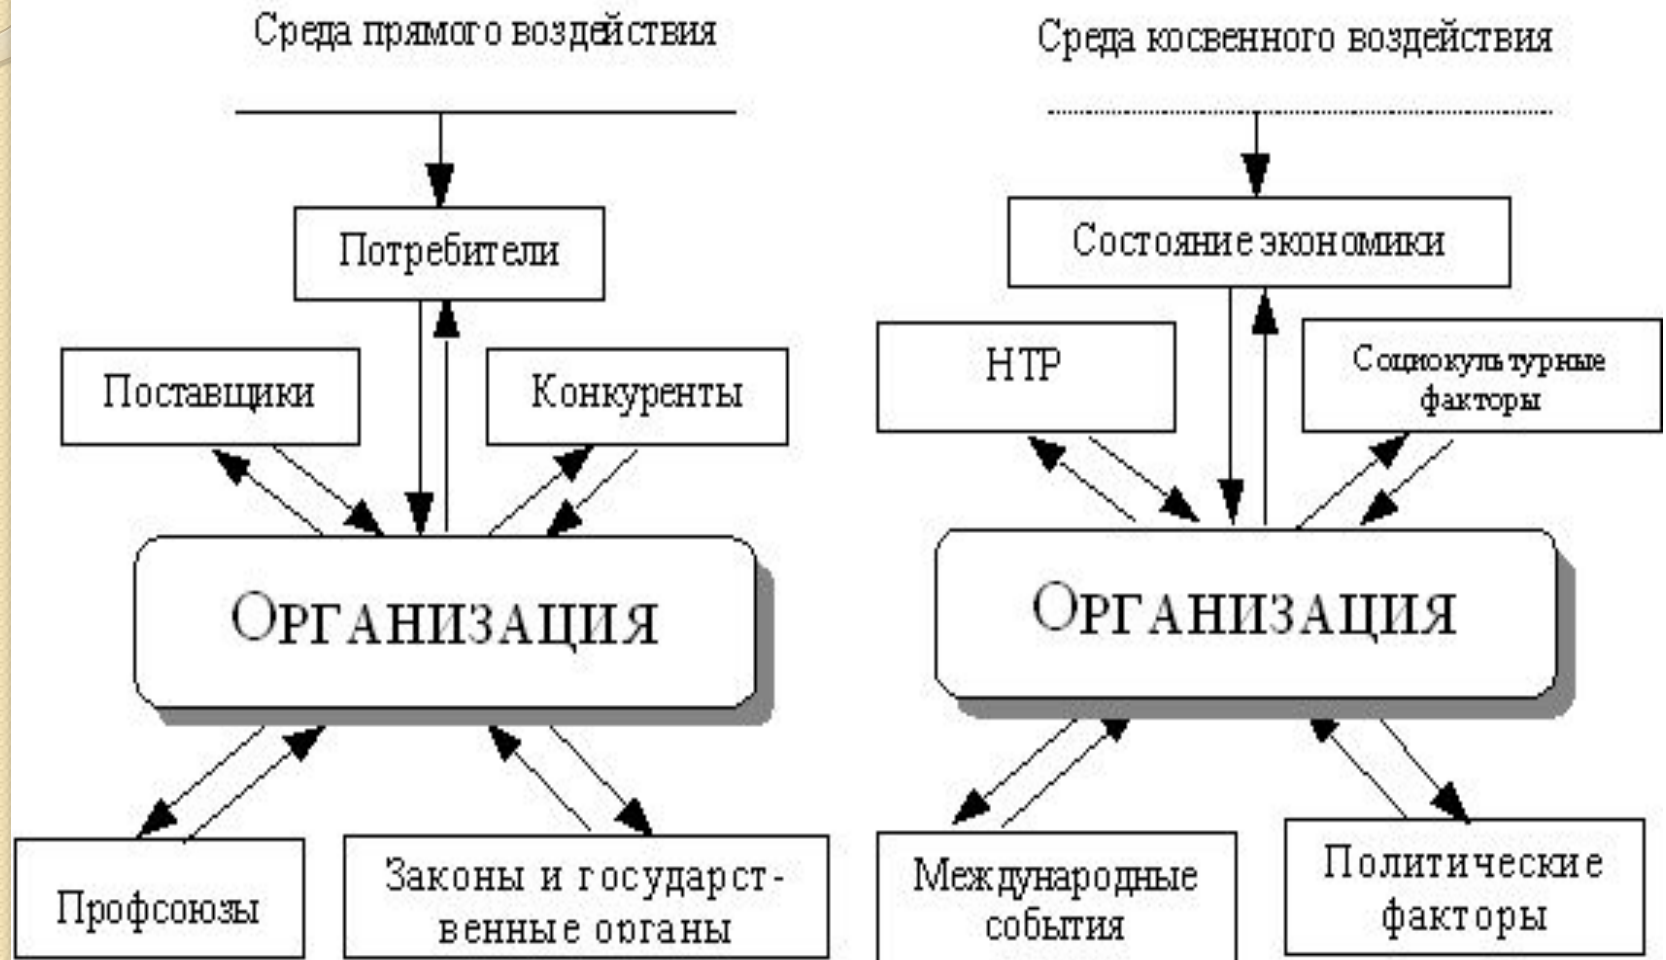 Среда прямого воздействия
Потребители
Поставщики
Конкуренты
ОРГАНИЗАЦИЯ
Профсоюзы
Законы и государст-
венные органы
Среда косвенного воздействия
Состояние экономики
НТР
Социокультурные
факторы
ОРГАНИЗАЦИЯ
Международные
события
Политические
факторы